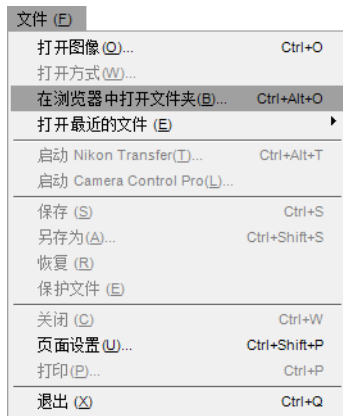 文件 (F)
打开图像(O)... Ctrl+O
打开方式(W)...
在浏览器中打开文件夹(B)... Ctrl+Alt+O
打开最近的文件 (E)
启动 Nikon Transfer(T)... Ctrl+Alt+T
启动 Camera Control Pro(L)...
保存 (S) Ctrl+S
另存为(A)... Ctrl+Shift+S
恢复 (R)
保护文件 (E)
关闭 (C) Ctrl+W
页面设置(U)... Ctrl+Shift+P
打印(P)... Ctrl+P
退出 (X) Ctrl+Q